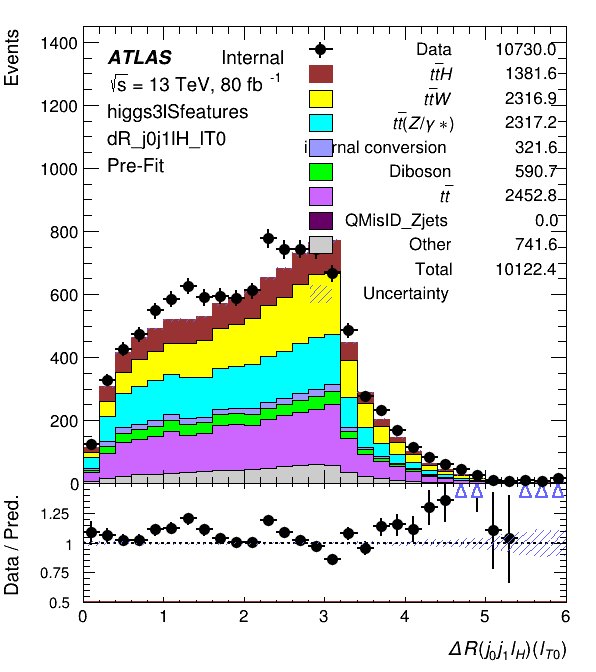 Events
1400
1200
1000
800
600
400
200
0
ATLAS Internal
√s = 13 TeV, 80 fb⁻¹
higgs3lSfeatures
dR_j0j1lH_lT0
Pre-Fit
Data 10730.0
tt̄H 1381.6
tt̄W 2316.9
tt̄(Z/γ∗) 2317.2
rnal conversion 321.6
Diboson 590.7
tt̄ 2452.8
QMisID_Zjets 0.0
Other 741.6
Total 10122.4
Uncertainty
Data / Pred.
1.25
1
0.75
0.5
0 1 2 3 4 5 6
ΔR(j₀j₁l_H)(l_T0)